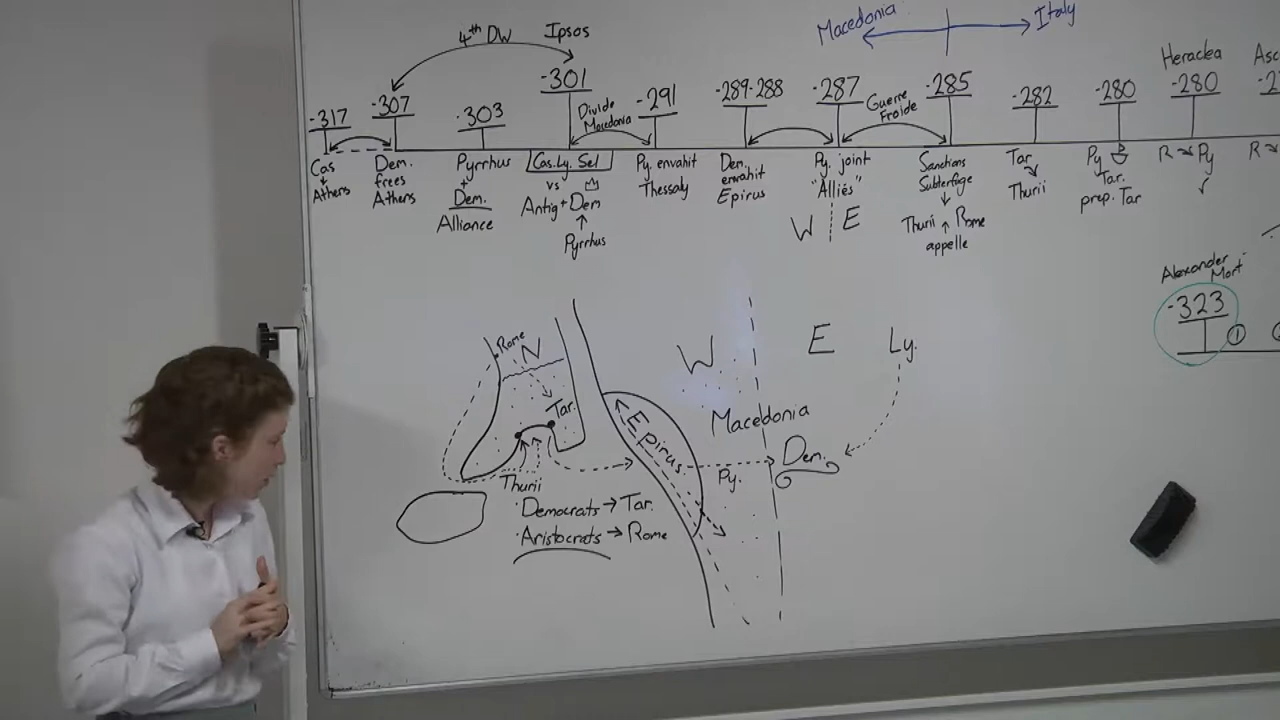 Macedonia
Italy
4th DW
Ipsos
Heraclea
-317
-307
-303
-301
Divide
Macedonia
-291
-289-288
-287
Guerre
Froide
-285
-282
-280
-280
Cas
Athens
Dem.
frees
Athens
Pyrrhus
+
Dem.
Alliance
Cas. Ly. Sel
vs
Antig + Dem
Pyrrhus
Py. envahit
Thessaly
Dem.
envahit
Epirus
Py. joint
"Alliés"
W E
Sanctions
Subterfuge
Thurii Rome
appelle
Tar.
Thurii
Py
Tar.
prep. Tar
R Py
R
Alexander
Mort
-323
1
Rome
N
Tar.
Thurii
Epirus
W E Ly.
Macedonia
Dem.
Py.
· Democrats → Tar.
· Aristocrats → Rome